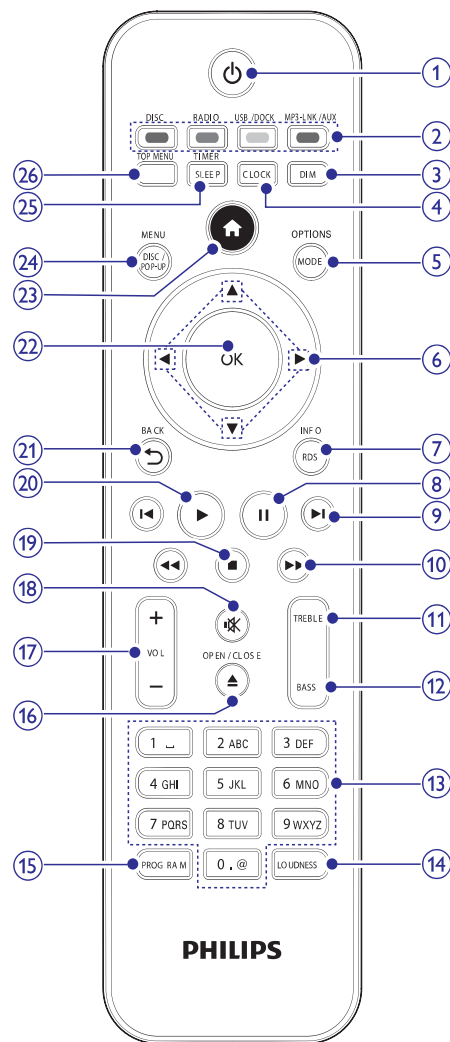 1
DISC RADIO USB /DOCK MP3-LNK /AUX
2
TOP MENU TIMER
26 SLEEP CLOCK DIM 3
25 4
MENU OPTIONS
24 DISC / POP-UP MODE 5
23
22 OK 6
BACK INFO
21 RDS 7
20 8
9
19 10
18 TREBLE 11
+
17 VOL
OPEN/CLOSE
− BASS 12
16
1 ⎵ 2 ABC 3 DEF
4 GHI 5 JKL 6 MNO 13
7 PQRS 8 TUV 9 WXYZ
15 PROGRAM 0 . @ LOUDNESS 14
PHILIPS